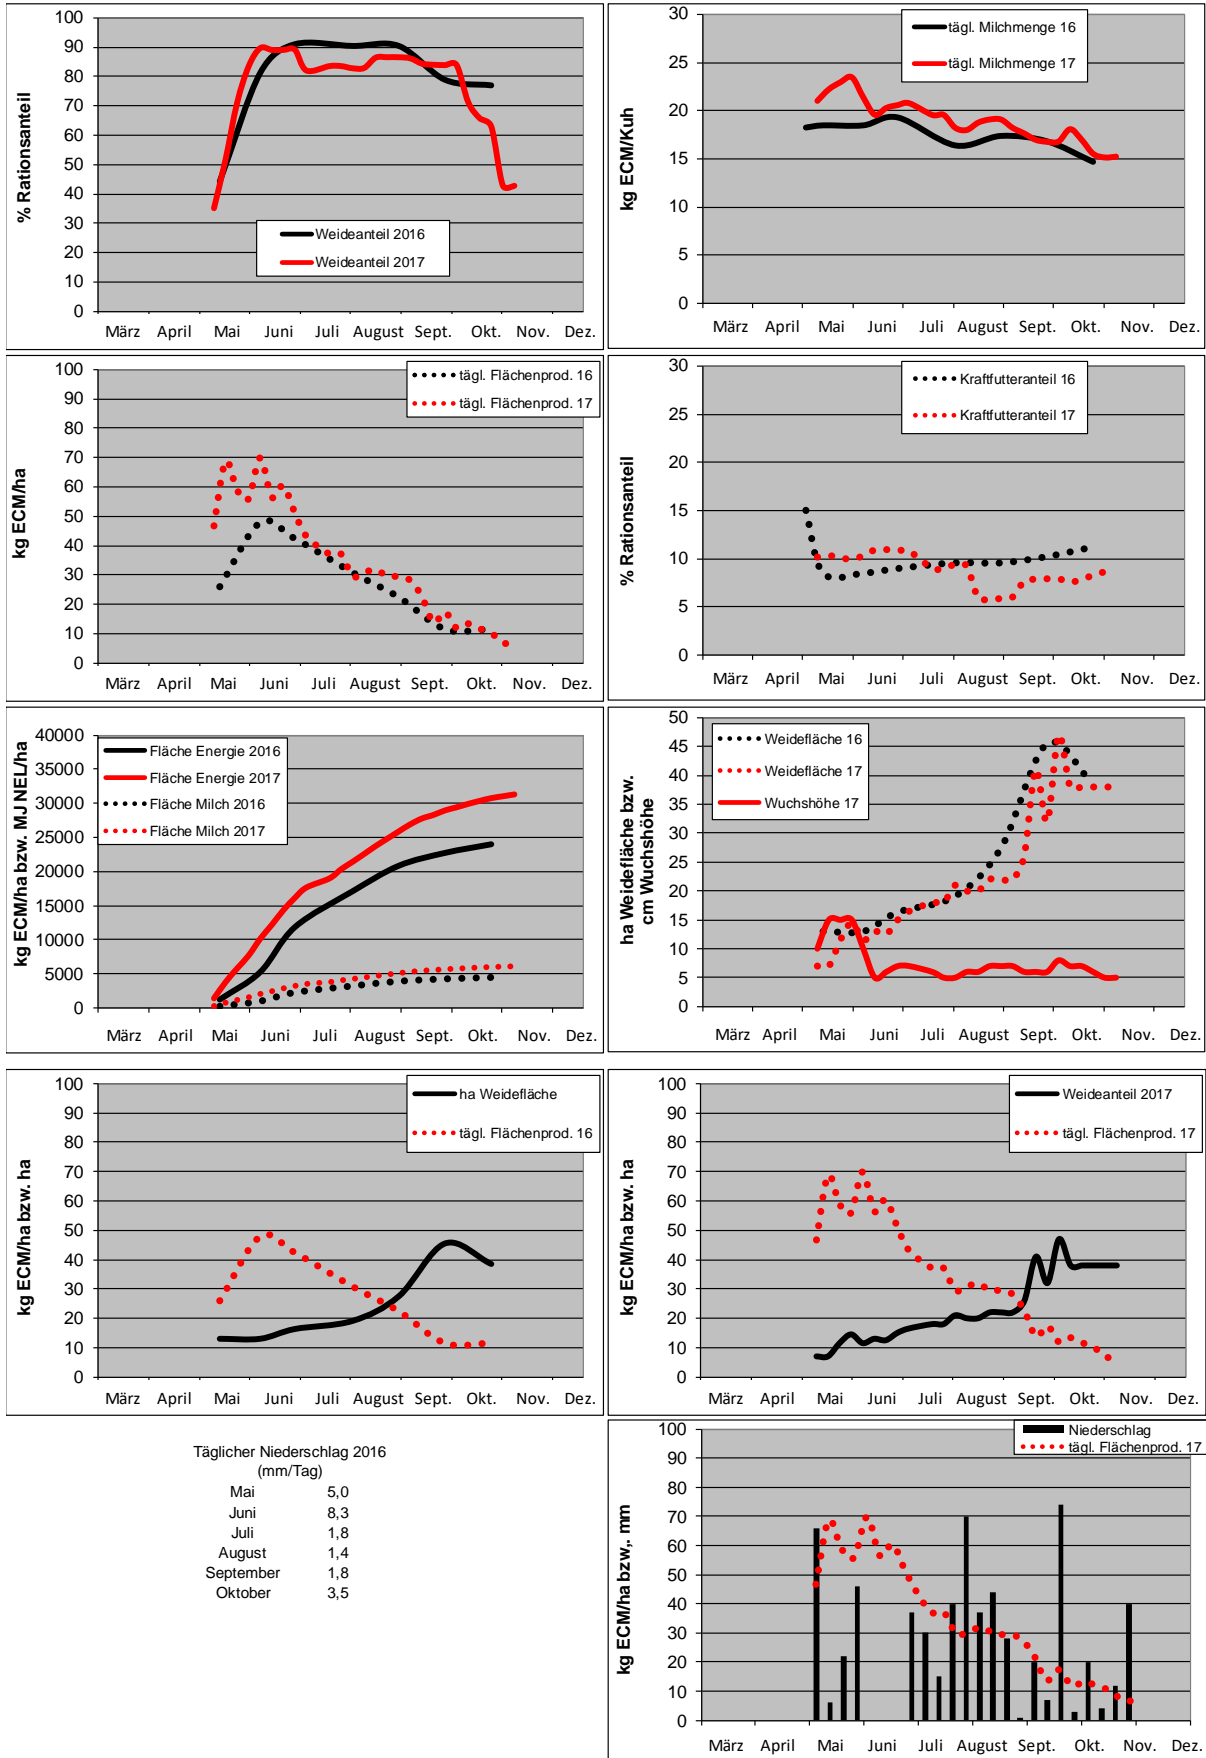 100
90
80
70
60
50
40
30
20
10
0
% Rationsanteil
Weideanteil 2016
Weideanteil 2017
März April Mai Juni Juli August Sept. Okt. Nov. Dez.
30
25
20
15
10
5
0
kg ECM/Kuh
tägl. Milchmenge 16
tägl. Milchmenge 17
März April Mai Juni Juli August Sept. Okt. Nov. Dez.
100
90
80
70
60
50
40
30
20
10
0
kg ECM/ha
tägl. Flächenprod. 16
tägl. Flächenprod. 17
März April Mai Juni Juli August Sept. Okt. Nov. Dez.
30
25
20
15
10
5
0
% Rationsanteil
Kraftfutteranteil 16
Kraftfutteranteil 17
März April Mai Juni Juli August Sept. Okt. Nov. Dez.
40000
35000
30000
25000
20000
15000
10000
5000
0
kg ECM/ha bzw. MJ NEL/ha
Fläche Energie 2016
Fläche Energie 2017
Fläche Milch 2016
Fläche Milch 2017
März April Mai Juni Juli August Sept. Okt. Nov. Dez.
50
45
40
35
30
25
20
15
10
5
0
ha Weidefläche bzw.
cm Wuchshöhe
Weidefläche 16
Weidefläche 17
Wuchshöhe 17
März April Mai Juni Juli August Sept. Okt. Nov. Dez.
100
90
80
70
60
50
40
30
20
10
0
kg ECM/ha bzw. ha
ha Weidefläche
tägl. Flächenprod. 16
März April Mai Juni Juli August Sept. Okt. Nov. Dez.
100
90
80
70
60
50
40
30
20
10
0
kg ECM/ha bzw. ha
Weideanteil 2017
tägl. Flächenprod. 17
März April Mai Juni Juli August Sept. Okt. Nov. Dez.
Täglicher Niederschlag 2016
(mm/Tag)
Mai 5,0
Juni 8,3
Juli 1,8
August 1,4
September 1,8
Oktober 3,5
100
90
80
70
60
50
40
30
20
10
0
kg ECM/ha bzw,. mm
Niederschlag
tägl. Flächenprod. 17
März April Mai Juni Juli August Sept. Okt. Nov. Dez.